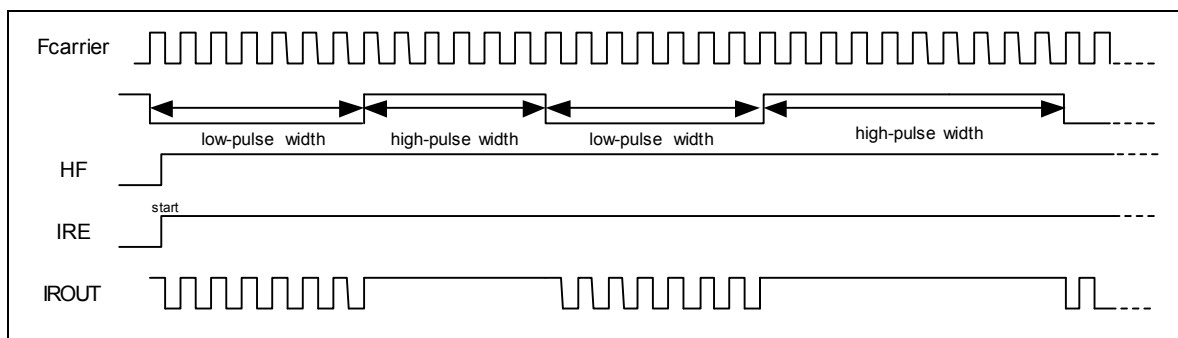 Fcarrier
low-pulse width
high-pulse width
low-pulse width
high-pulse width
HF
start
IRE
IROUT